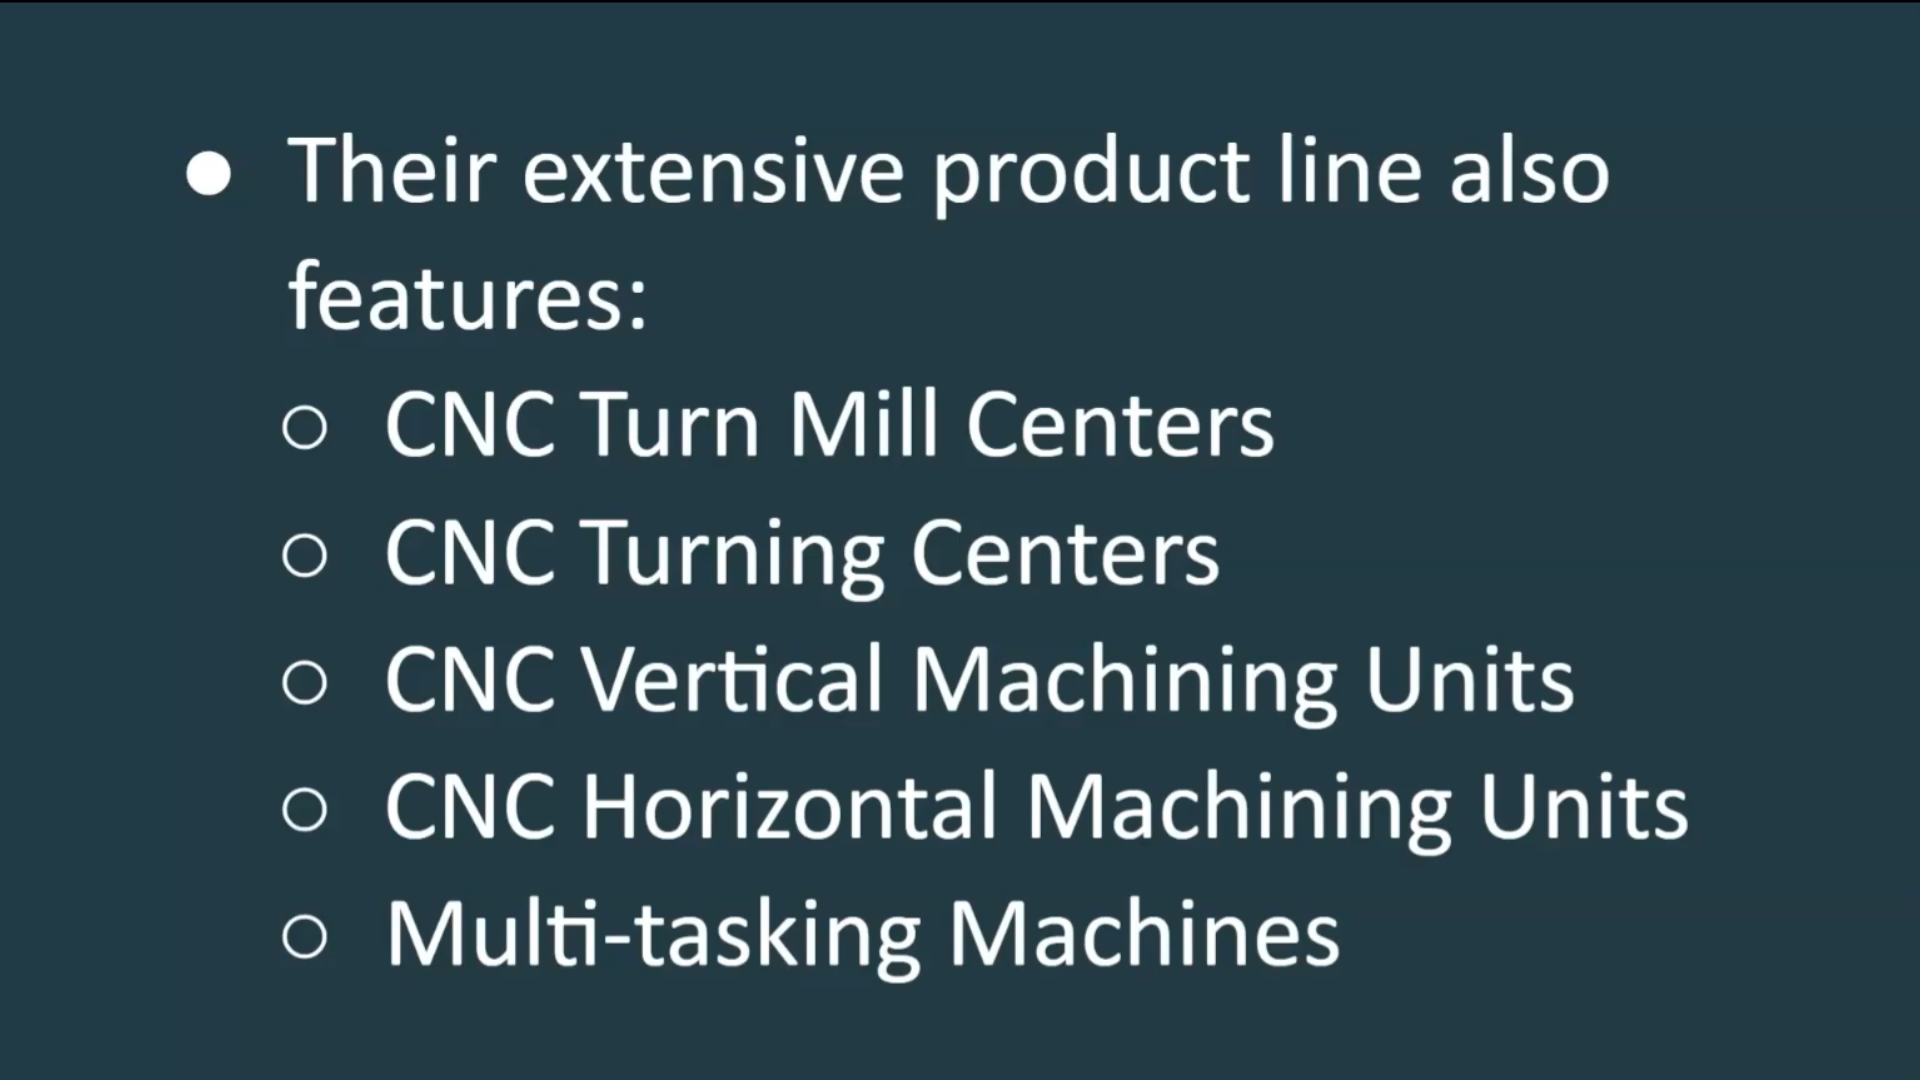 ● Their extensive product line also
features:
○ CNC Turn Mill Centers
○ CNC Turning Centers
○ CNC Vertical Machining Units
○ CNC Horizontal Machining Units
○ Multi-tasking Machines